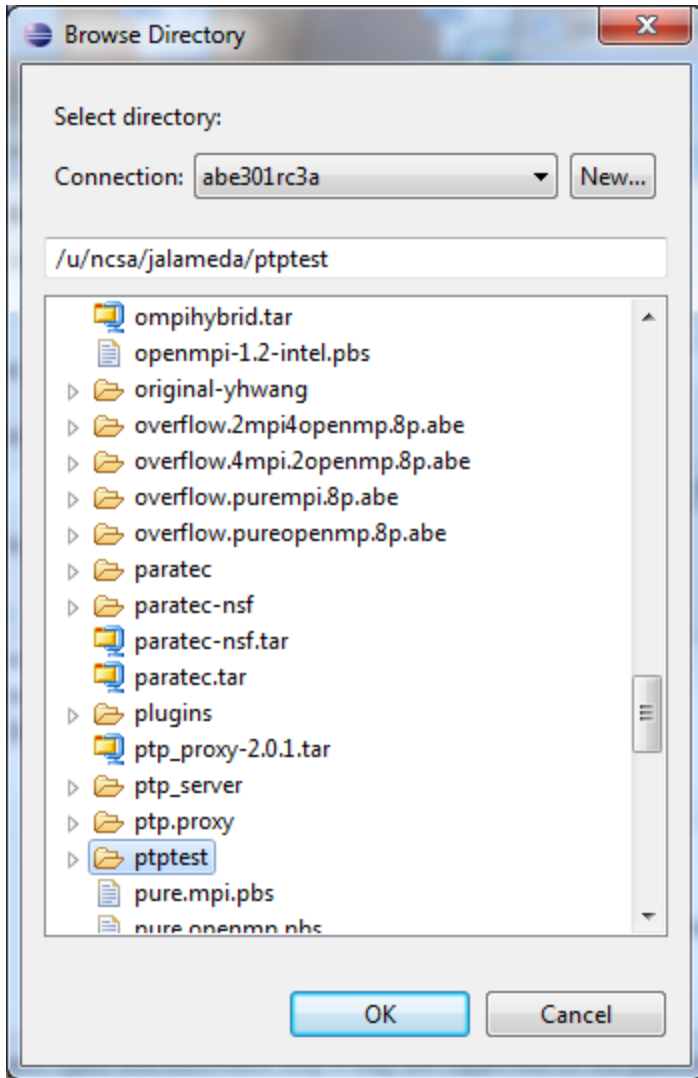 Browse Directory
Select directory:
Connection: abe301rc3a New...
/u/ncsa/jalameda/ptptest
ompihybrid.tar
openmpi-1.2-intel.pbs
original-yhwang
overflow.2mpi4openmp.8p.abe
overflow.4mpi.2openmp.8p.abe
overflow.purempi.8p.abe
overflow.pureopenmp.8p.abe
paratec
paratec-nsf
paratec-nsf.tar
paratec.tar
plugins
ptp_proxy-2.0.1.tar
ptp_server
ptp.proxy
ptptest
pure.mpi.pbs
pure.openmp.pbs
OK Cancel